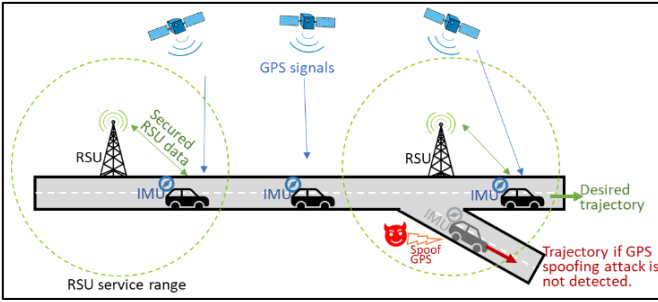 GPS signals
Secured
RSU data
RSU
RSU
IMU
IMU
IMU
Desired
trajectory
IMU
Spoof
GPS
Trajectory if GPS
spoofing attack is
not detected.
RSU service range